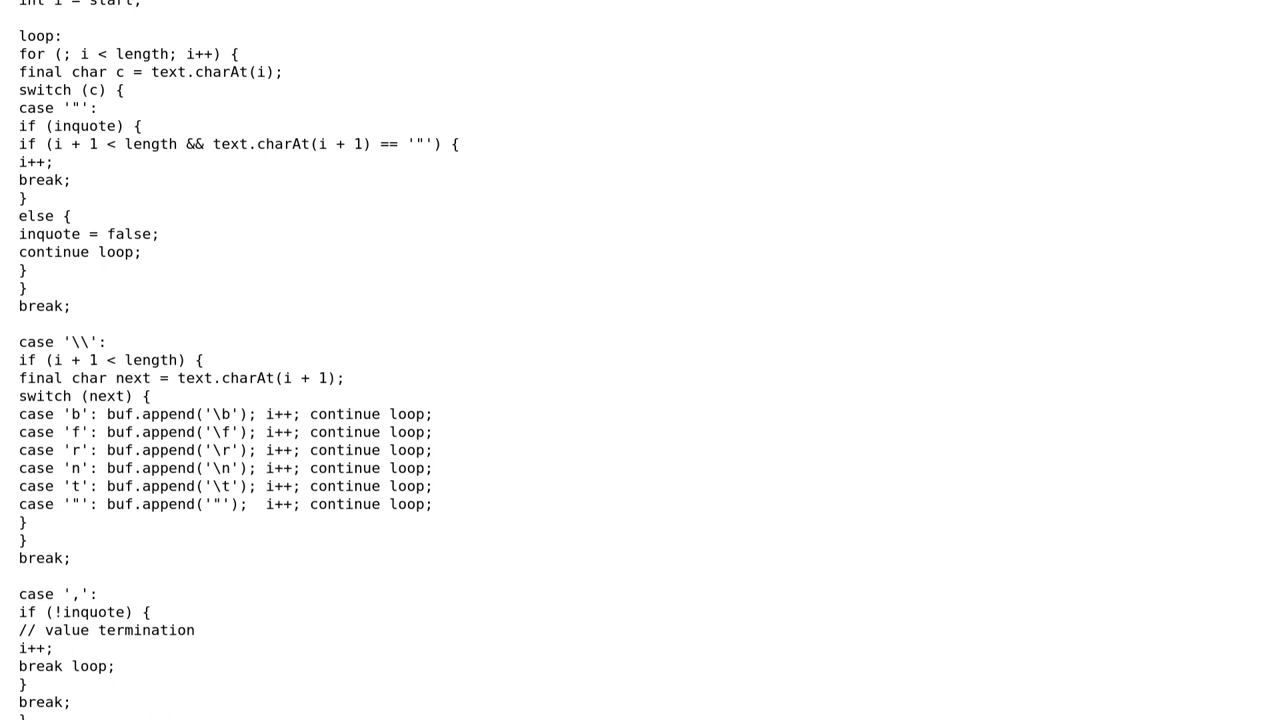 int i = start;
loop:
for (; i < length; i++) {
final char c = text.charAt(i);
switch (c) {
case '"':
if (inquote) {
if (i + 1 < length && text.charAt(i + 1) == '"') {
i++;
break;
}
else {
inquote = false;
continue loop;
}
}
break;
case '\\':
if (i + 1 < length) {
final char next = text.charAt(i + 1);
switch (next) {
case 'b': buf.append('\b'); i++; continue loop;
case 'f': buf.append('\f'); i++; continue loop;
case 'r': buf.append('\r'); i++; continue loop;
case 'n': buf.append('\n'); i++; continue loop;
case 't': buf.append('\t'); i++; continue loop;
case '"': buf.append('"');  i++; continue loop;
}
}
break;
case ',':
if (!inquote) {
// value termination
i++;
break loop;
}
break;
}